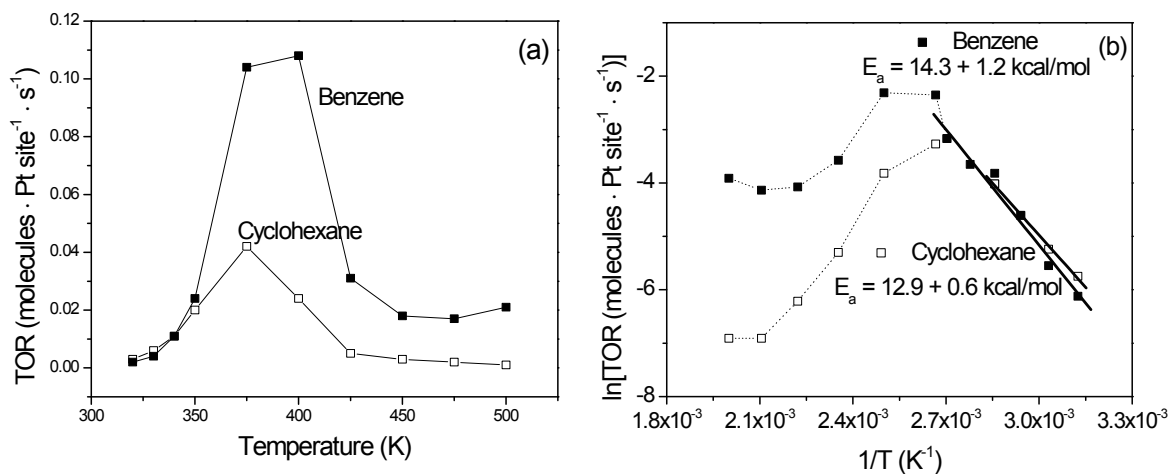 (a)
TOR (molecules · Pt site⁻¹ · s⁻¹)
0.12
0.10
0.08
0.06
0.04
0.02
0.00
Benzene
Cyclohexane
300 350 400 450 500
Temperature (K)
(b)
ln[TOR (molecules · Pt site⁻¹ · s⁻¹)]
-2
-4
-6
-8
Benzene
Eₐ = 14.3 + 1.2 kcal/mol
Cyclohexane
Eₐ = 12.9 + 0.6 kcal/mol
1.8x10⁻³ 2.1x10⁻³ 2.4x10⁻³ 2.7x10⁻³ 3.0x10⁻³ 3.3x10⁻³
1/T (K⁻¹)